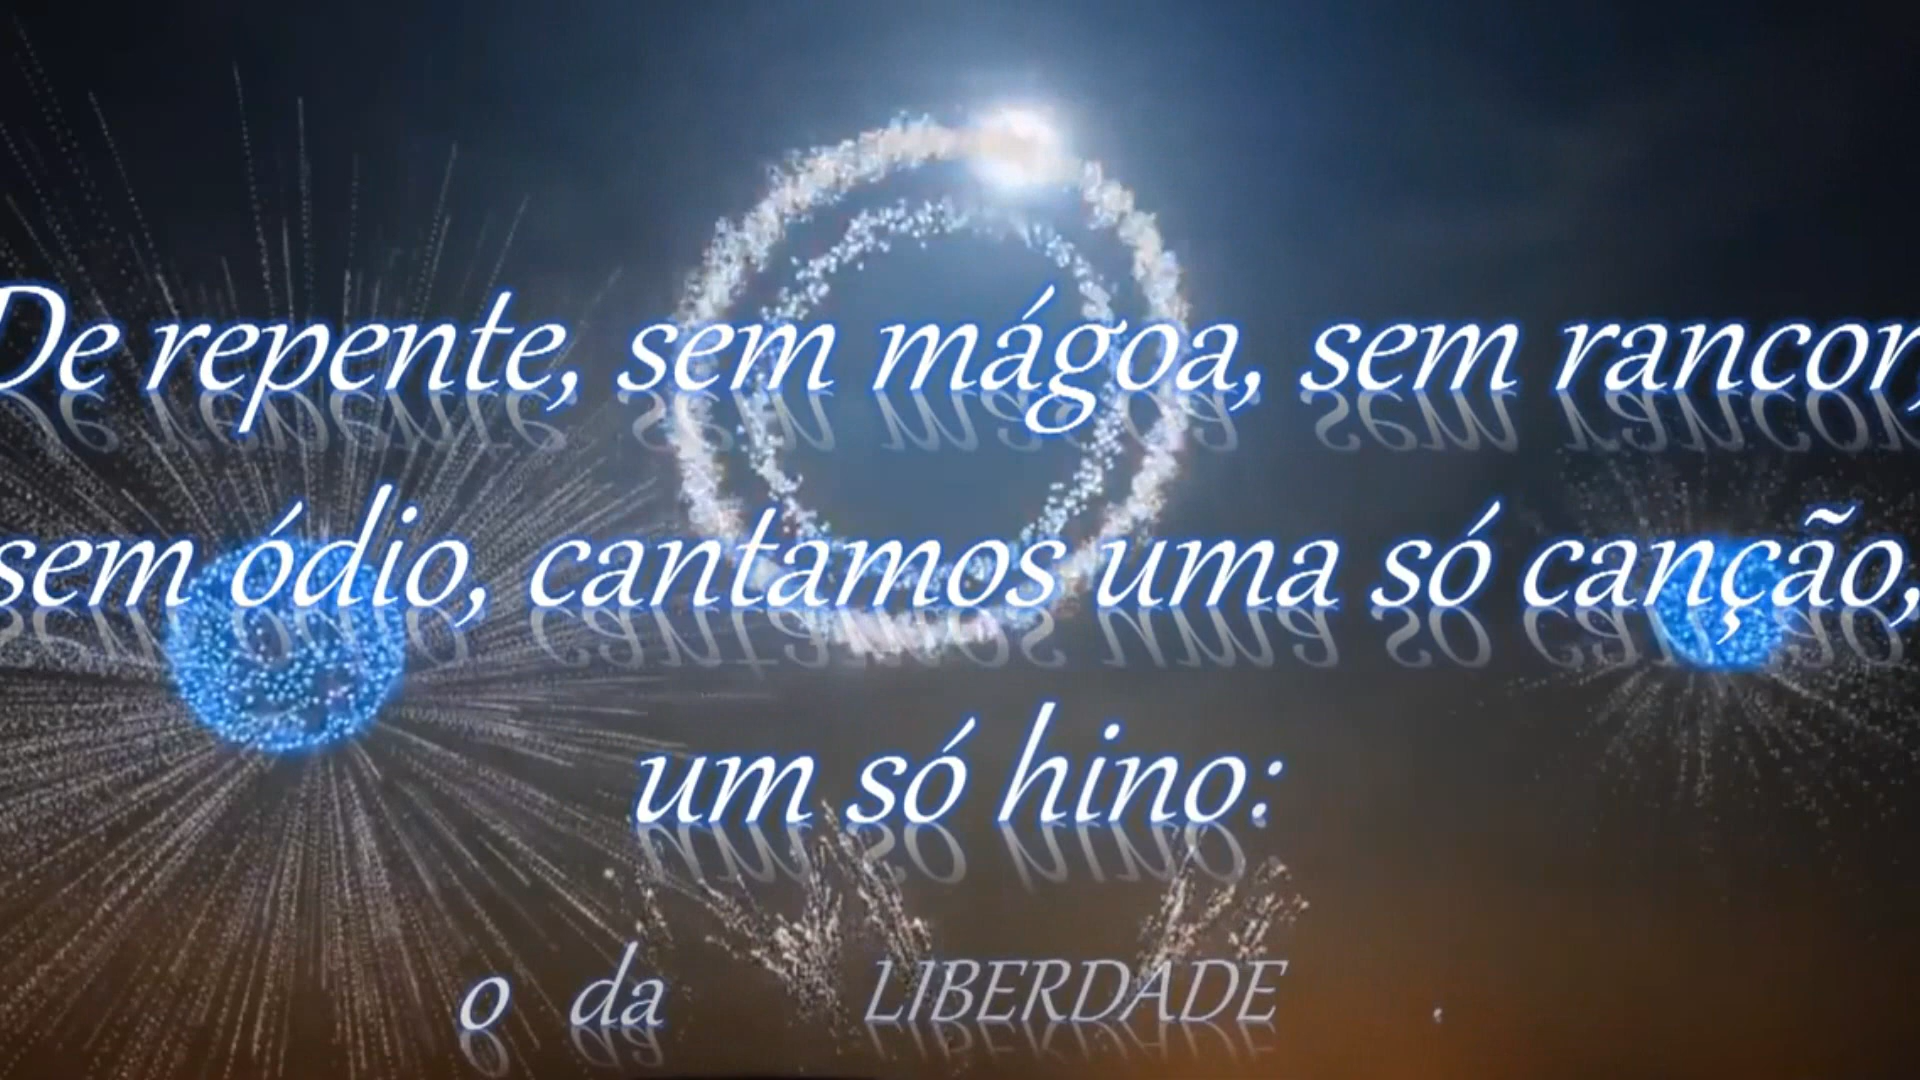 De repente, sem mágoa, sem rancor,
sem ódio, cantamos uma só canção,
um só hino:
o da LIBERDADE .